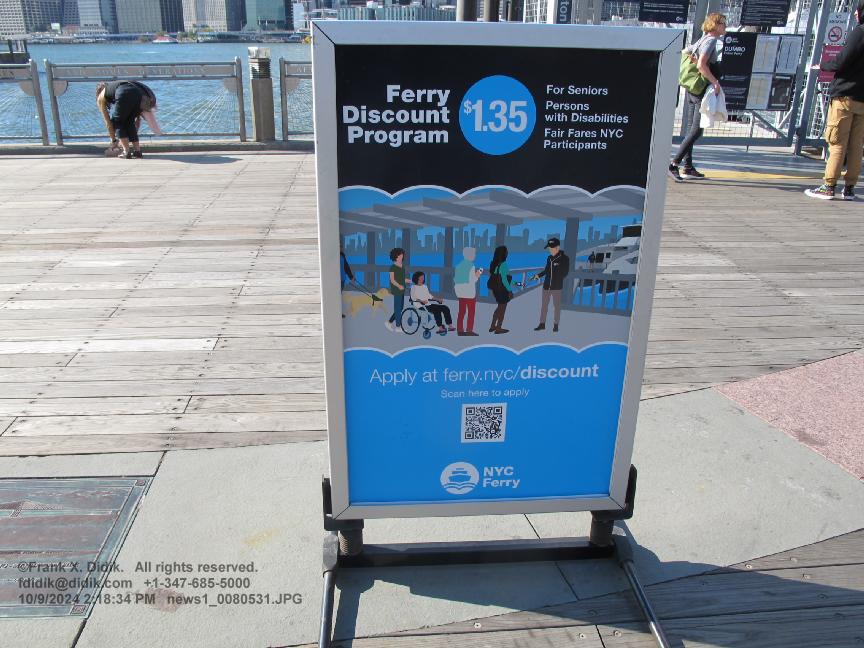 Ferry
Discount
Program
$1.35
For Seniors
Persons
with Disabilities
Fair Fares NYC
Participants
Apply at ferry.nyc/discount
Scan here to apply
NYC
Ferry
DUMBO
©Frank X. Didik. All rights reserved.
fdidik@didik.com +1-347-685-5000
10/9/2024 2:18:34 PM news1_0080531.JPG